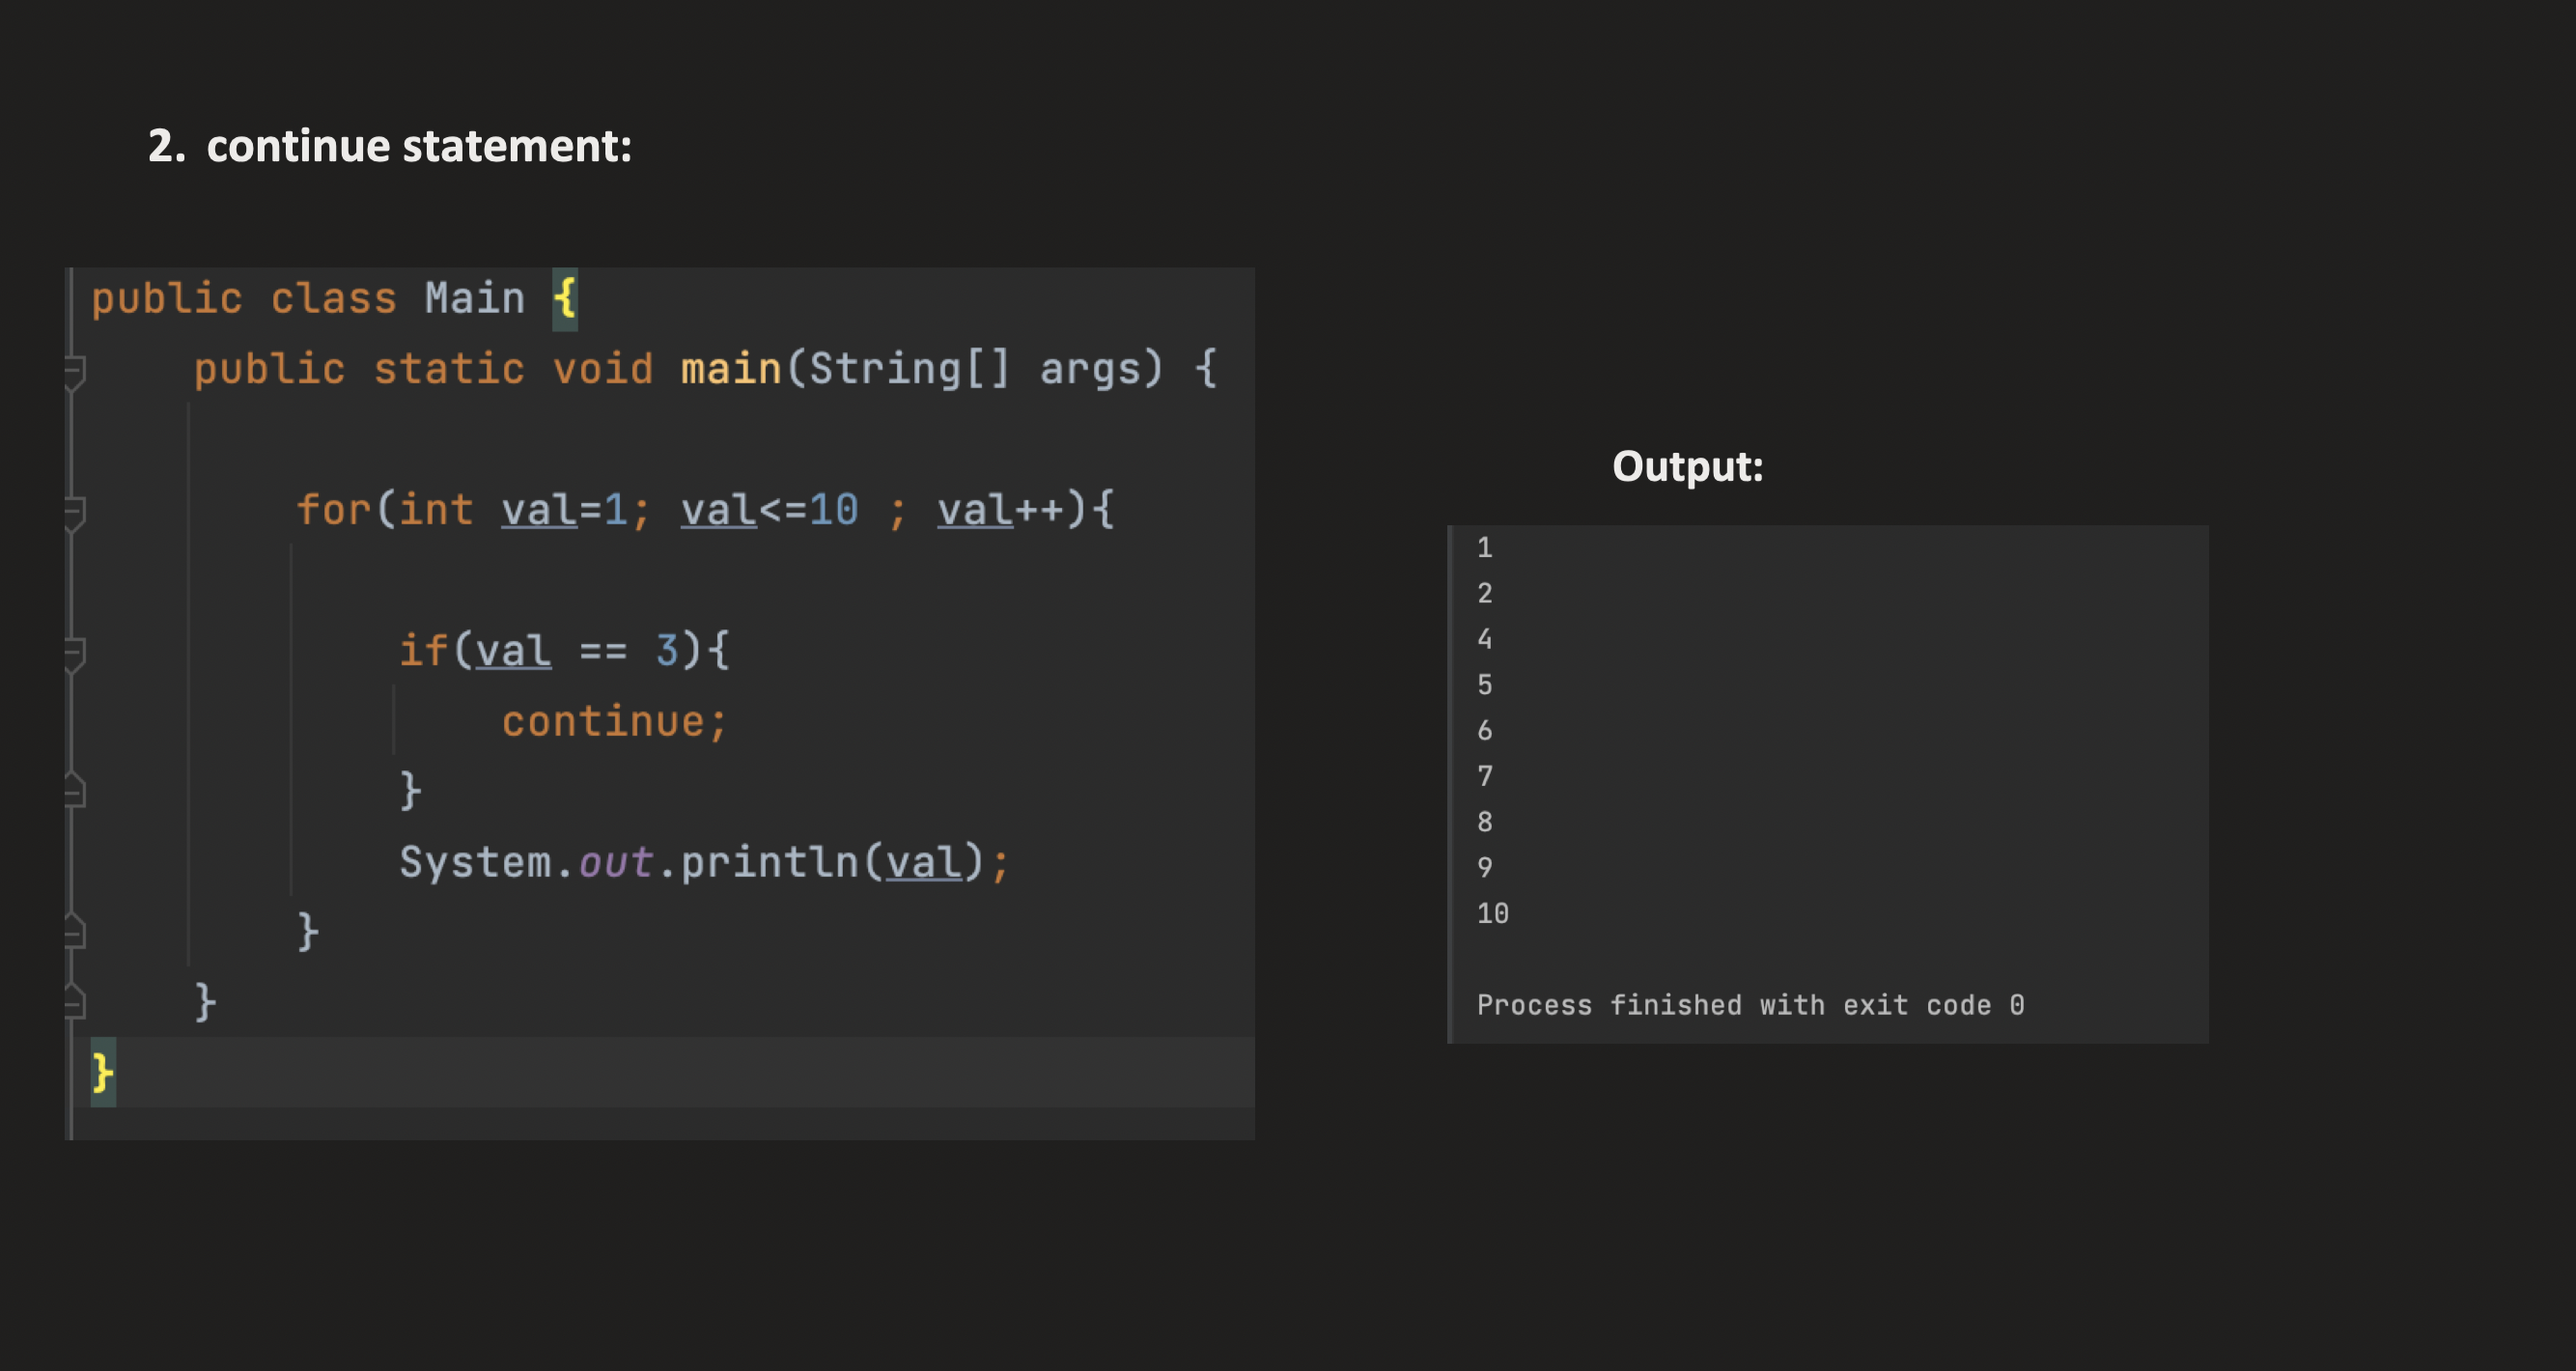 2. continue statement:
public class Main {
    public static void main(String[] args) {
        for(int val=1; val<=10 ; val++){
            if(val == 3){
                continue;
            }
            System.out.println(val);
        }
    }
}
Output:
1
2
4
5
6
7
8
9
10
Process finished with exit code 0